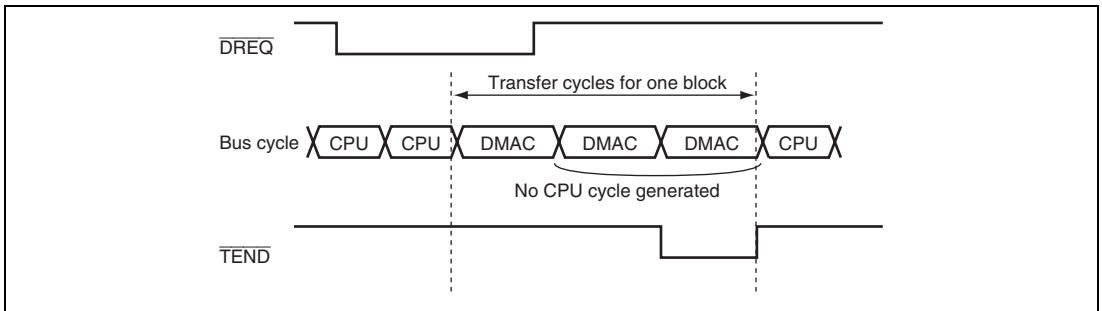 DREQ
Transfer cycles for one block
Bus cycle CPU CPU DMAC DMAC DMAC CPU
No CPU cycle generated
TEND